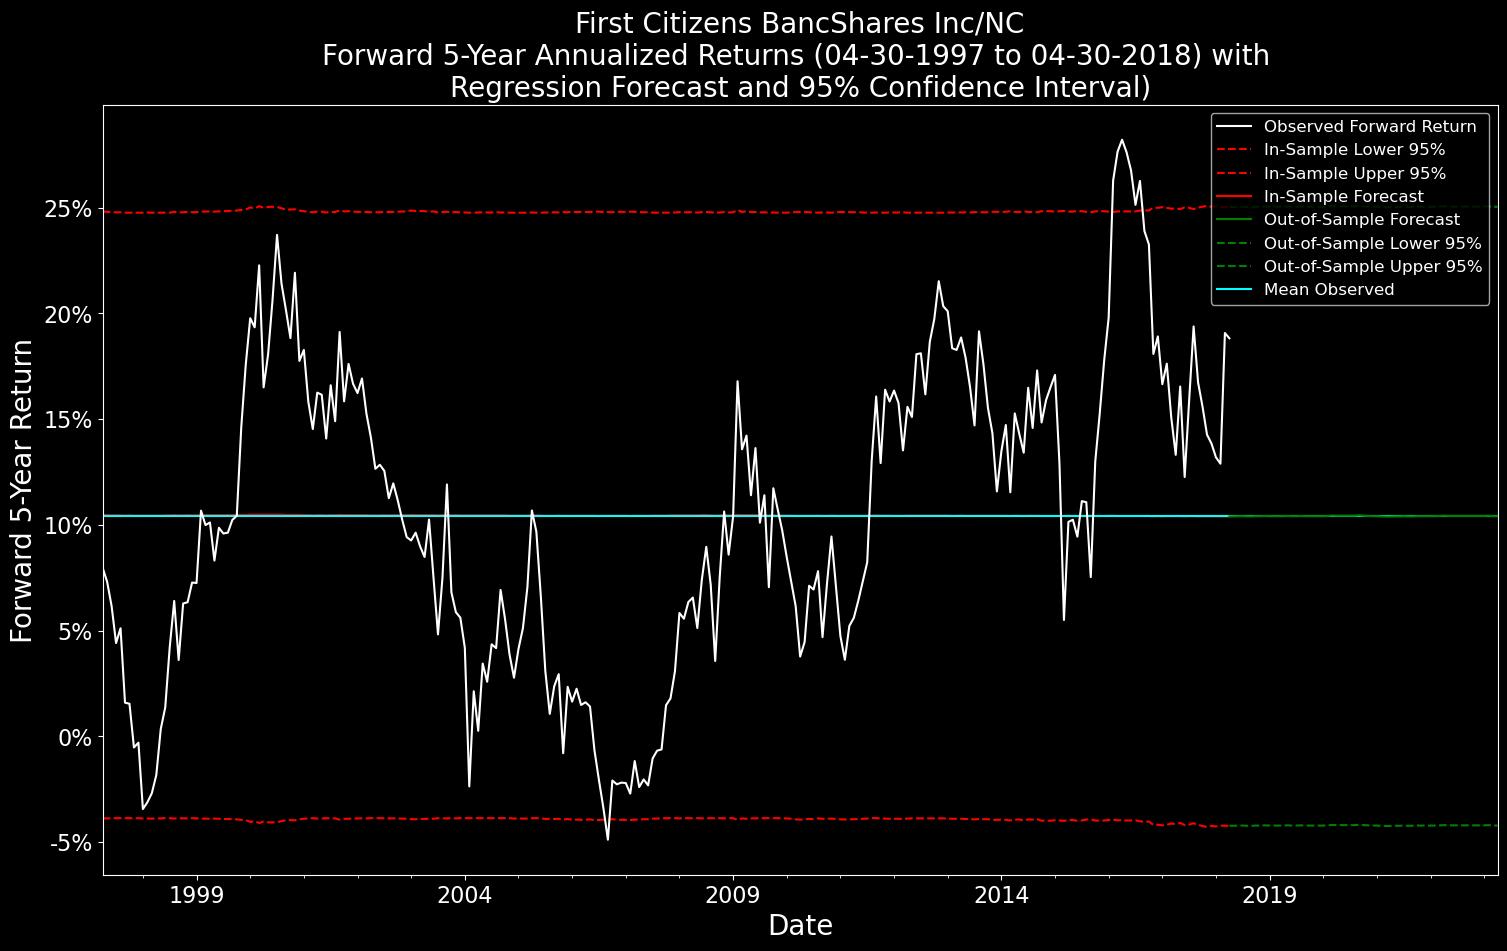 First Citizens BancShares Inc/NC
Forward 5-Year Annualized Returns (04-30-1997 to 04-30-2018) with
Regression Forecast and 95% Confidence Interval)
Observed Forward Return
In-Sample Lower 95%
In-Sample Upper 95%
In-Sample Forecast
Out-of-Sample Forecast
Out-of-Sample Lower 95%
Out-of-Sample Upper 95%
Mean Observed
Forward 5-Year Return
25%
20%
15%
10%
5%
0%
-5%
1999
2004
2009
2014
2019
Date